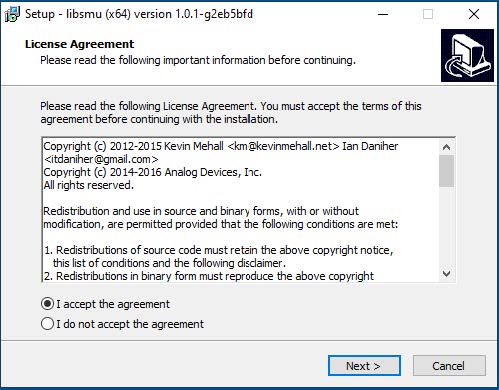 Setup - libsmu (x64) version 1.0.1-g2eb5bfd
License Agreement
Please read the following important information before continuing.
Please read the following License Agreement. You must accept the terms of this
agreement before continuing with the installation.
Copyright (c) 2012-2015 Kevin Mehall <km@kevinmehall.net> Ian Daniher
<itdaniher@gmail.com>
Copyright (c) 2014-2016 Analog Devices, Inc.
All rights reserved.
Redistribution and use in source and binary forms, with or without
modification, are permitted provided that the following conditions are met:
1. Redistributions of source code must retain the above copyright notice,
this list of conditions and the following disclaimer.
2. Redistributions in binary form must reproduce the above copyright
I accept the agreement
I do not accept the agreement
Next >
Cancel